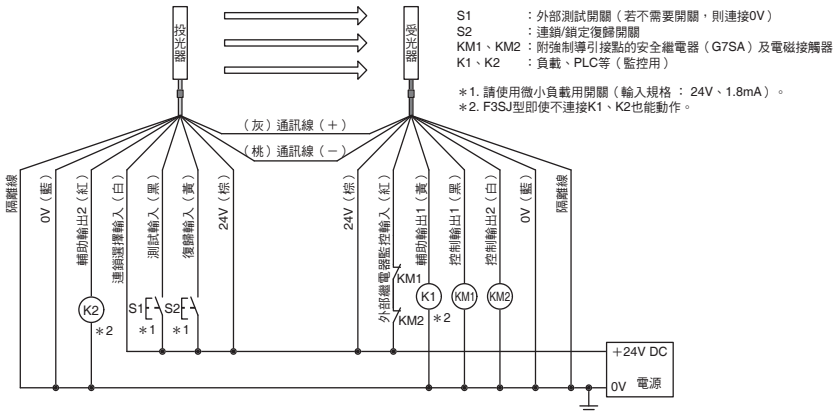 投光器
受光器
S1 ：外部測試開關（若不需要開關，則連接0V）
S2 ：連鎖/鎖定復歸開關
KM1、KM2 ：附強制導引接點的安全繼電器（G7SA）及電磁接觸器
K1、K2 ：負載、PLC等（監控用）
＊1. 請使用微小負載用開關（輸入規格 ： 24V、1.8mA）。
＊2. F3SJ型即使不連接K1、K2也能動作。
（灰）通訊線（＋）
（桃）通訊線（－）
隔離線
0V（藍）
輔助輸出2（紅）
連鎖選擇輸入（白）
測試輸入（黑）
復歸輸入（黃）
24V（棕）
24V（棕）
外部繼電器監控輸入（紅）
輔助輸出1（黃）
控制輸出1（黑）
控制輸出2（白）
0V（藍）
隔離線
K2
＊2
S1
＊1
S2
＊1
KM1
KM2
K1
＊2
KM1
KM2
＋24V DC
0V 電源